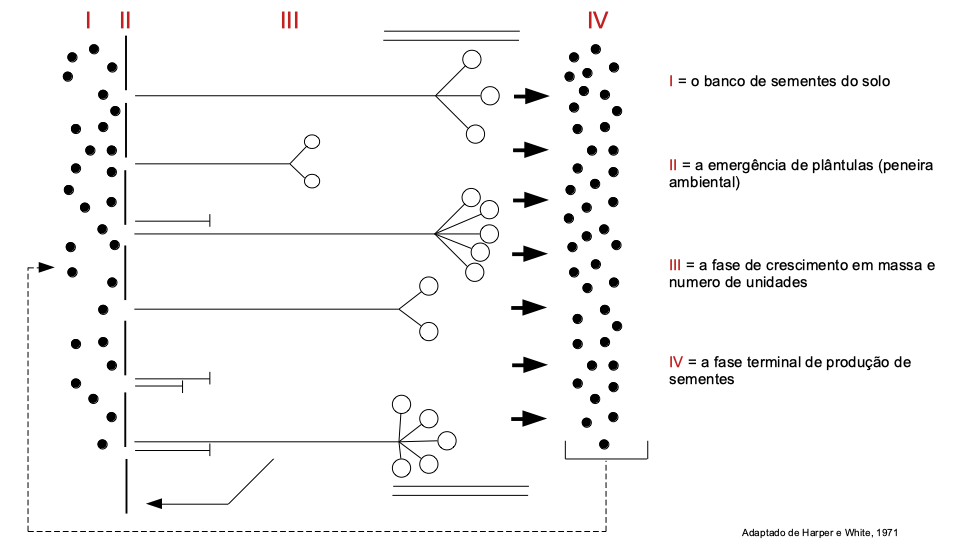 I II III IV
I = o banco de sementes do solo
II = a emergência de plântulas (peneira
ambiental)
III = a fase de crescimento em massa e
numero de unidades
IV = a fase terminal de produção de
sementes
Adaptado de Harper e White, 1971